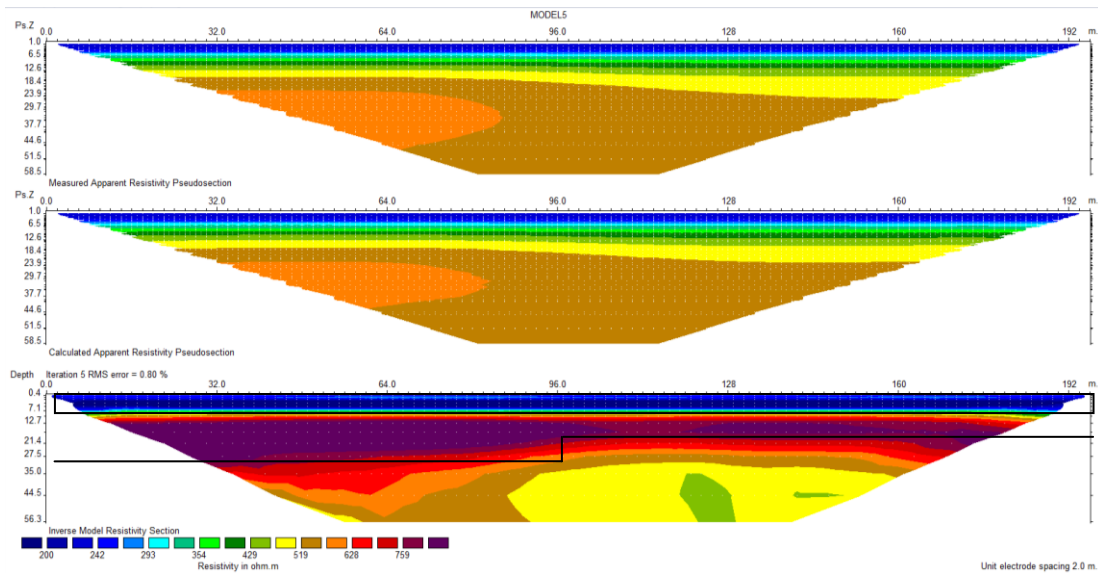 MODEL5
Ps.Z 0.0 32.0 64.0 96.0 128 160 192 m.
1.0
6.5
12.6
18.4
23.9
29.7
37.7
44.6
51.5
58.5
Measured Apparent Resistivity Pseudosection
Ps.Z 0.0 32.0 64.0 96.0 128 160 192 m.
1.0
6.5
12.6
18.4
23.9
29.7
37.7
44.6
51.5
58.5
Calculated Apparent Resistivity Pseudosection
Depth Iteration 5 RMS error = 0.80 %
0.0 32.0 64.0 96.0 128 160 192 m.
0.4
7.1
12.7
21.4
27.5
35.0
44.5
56.3
Inverse Model Resistivity Section
200 242 293 354 429 519 628 759
Resistivity in ohm.m
Unit electrode spacing 2.0 m.